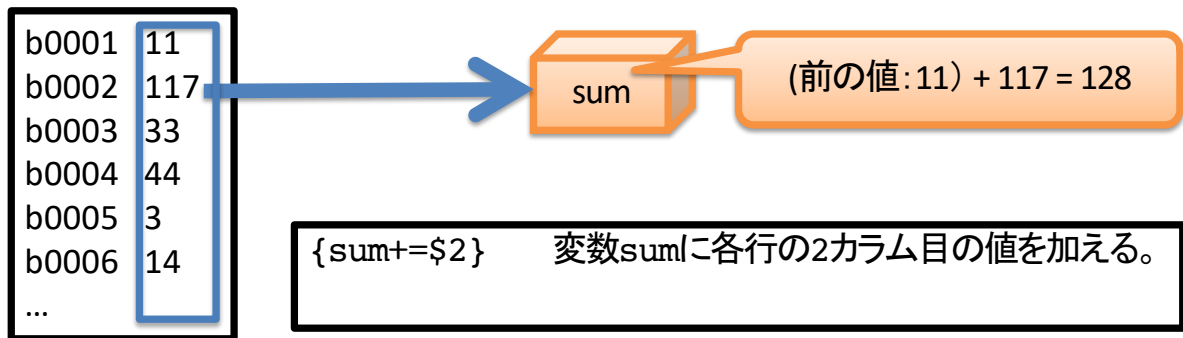 b0001 11
b0002 117
b0003 33
b0004 44
b0005 3
b0006 14
…
sum
(前の値:11) + 117 = 128
{sum+=$2} 変数sumに各行の2カラム目の値を加える。